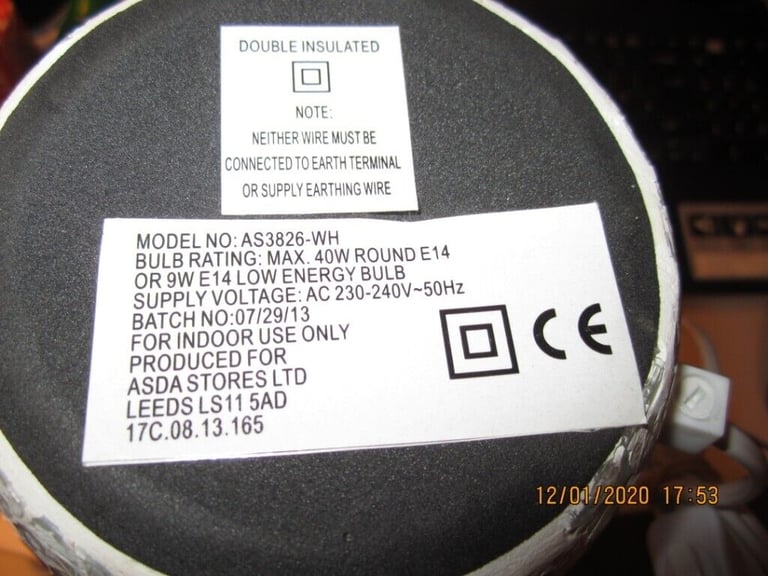 DOUBLE INSULATED
NOTE:
NEITHER WIRE MUST BE
CONNECTED TO EARTH TERMINAL
OR SUPPLY EARTHING WIRE
MODEL NO: AS3826-WH
BULB RATING: MAX. 40W ROUND E14
OR 9W E14 LOW ENERGY BULB
SUPPLY VOLTAGE: AC 230-240V~50Hz
BATCH NO:07/29/13
FOR INDOOR USE ONLY
PRODUCED FOR
ASDA STORES LTD
LEEDS LS11 5AD
17C.08.13.165
CE
12/01/2020 17:53